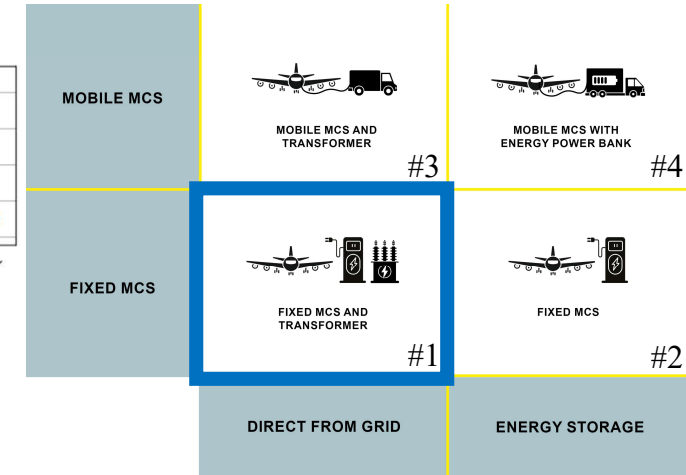 MOBILE MCS
MOBILE MCS AND
TRANSFORMER
#3
MOBILE MCS WITH
ENERGY POWER BANK
#4
FIXED MCS
FIXED MCS AND
TRANSFORMER
#1
FIXED MCS
#2
DIRECT FROM GRID
ENERGY STORAGE